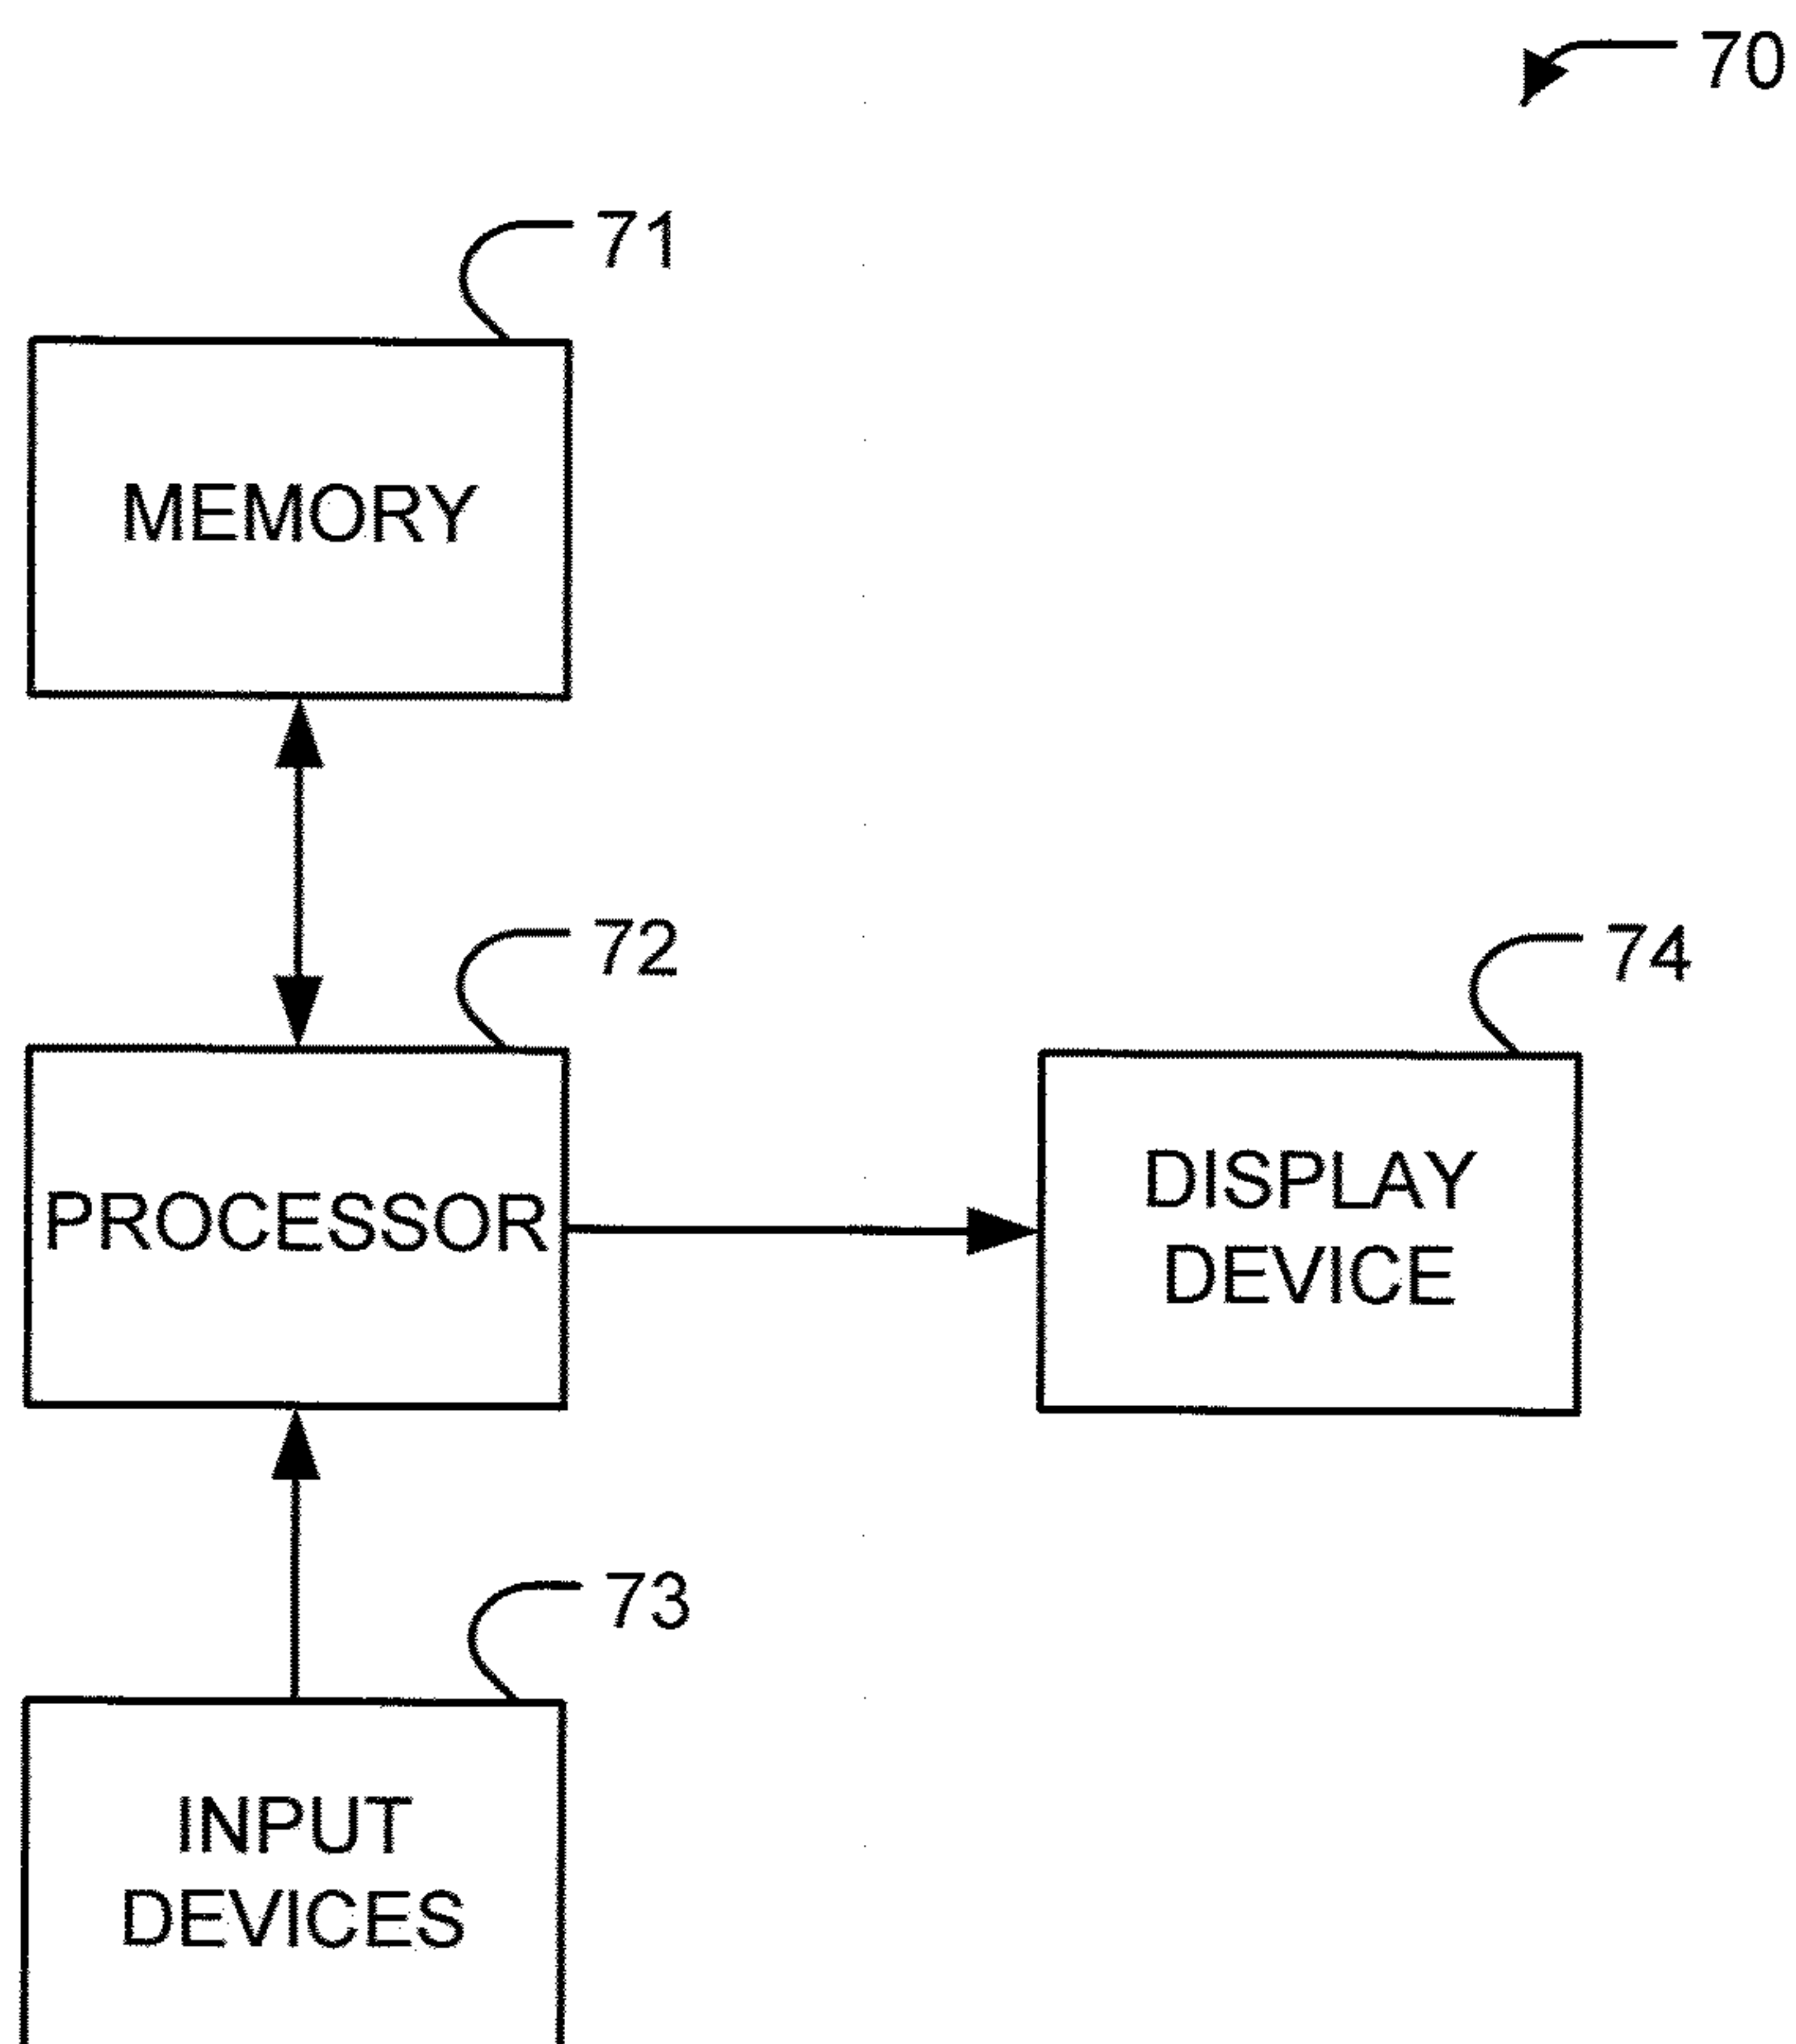 70
71
MEMORY
72
74
PROCESSOR
DISPLAY
DEVICE
73
INPUT
DEVICES